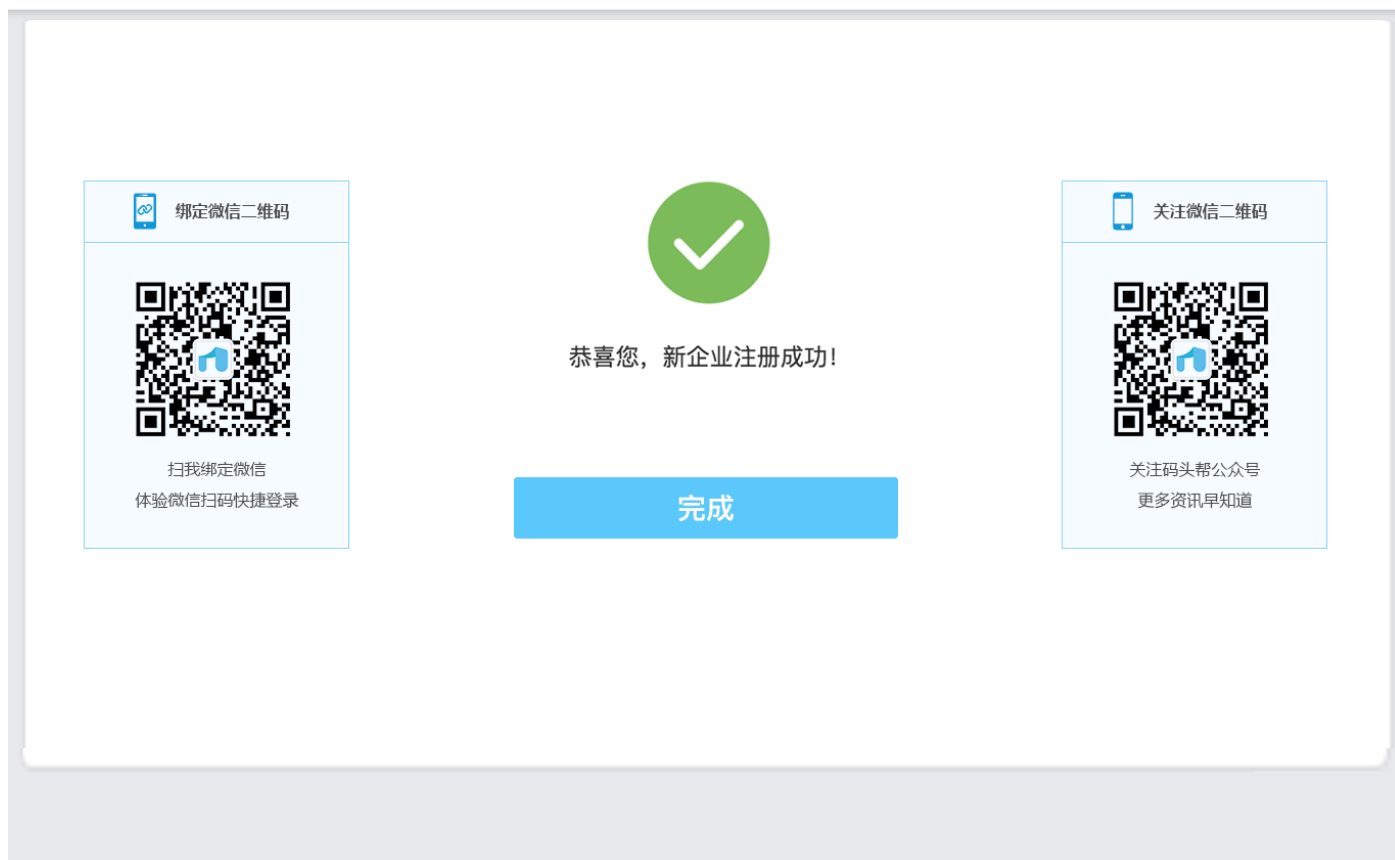 绑定微信二维码
扫我绑定微信
体验微信扫码快捷登录
恭喜您，新企业注册成功！
完成
关注微信二维码
关注码头帮公众号
更多资讯早知道